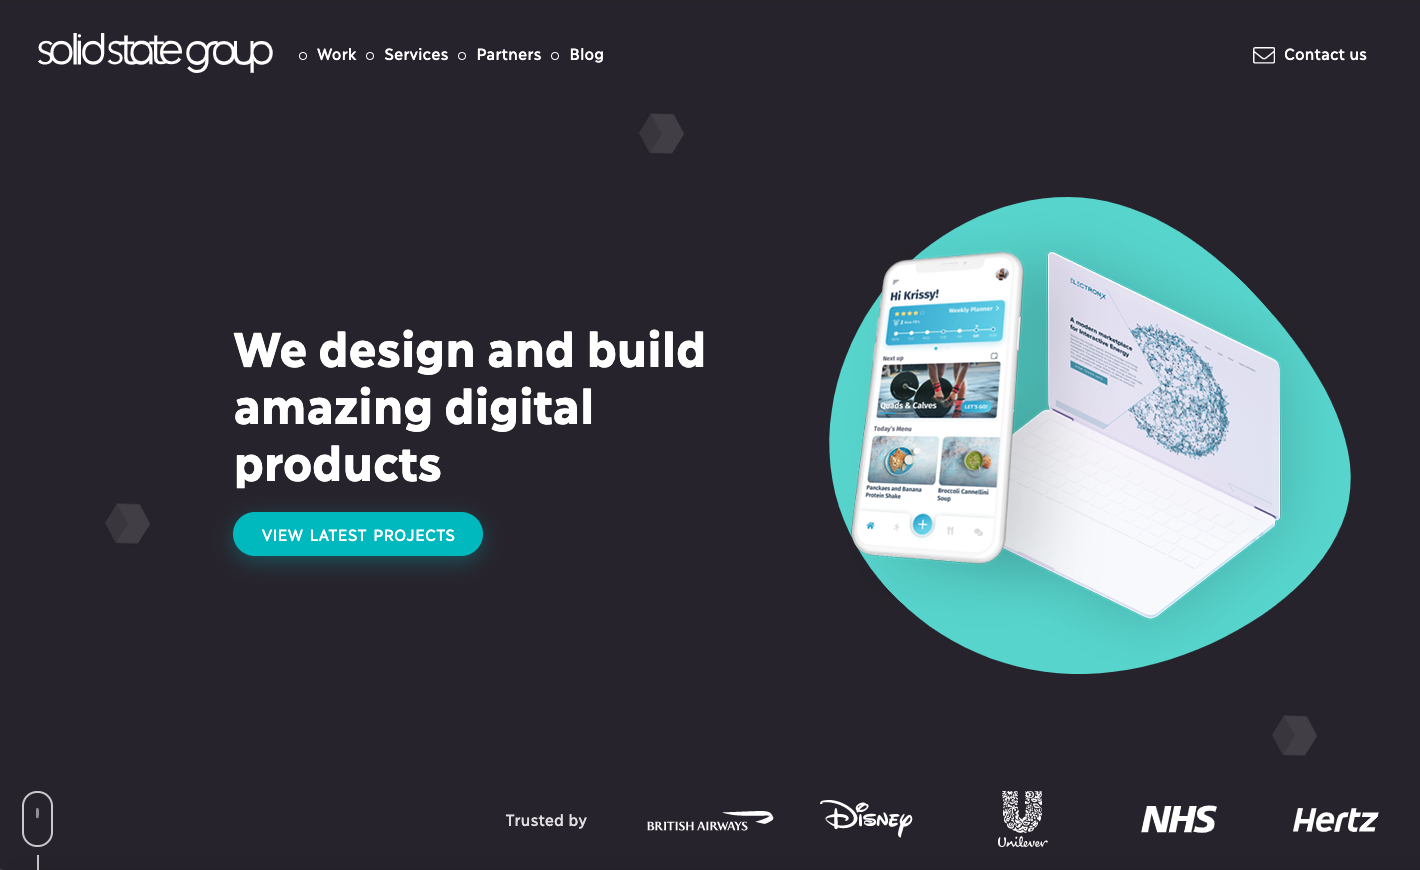 solid state group
Work
Services
Partners
Blog
Contact us
We design and build
amazing digital
products
VIEW LATEST PROJECTS
Hi Krissy!
Weekly Planner
Next up
Quads & Calves
LET'S GO!
Today's Menu
Pancakes and Banana
Protein Shake
Broccoli Cannellini
Soup
ELECTRONX
A modern marketplace
for Interactive Energy
Trusted by
BRITISH AIRWAYS
Disney
Unilever
NHS
Hertz